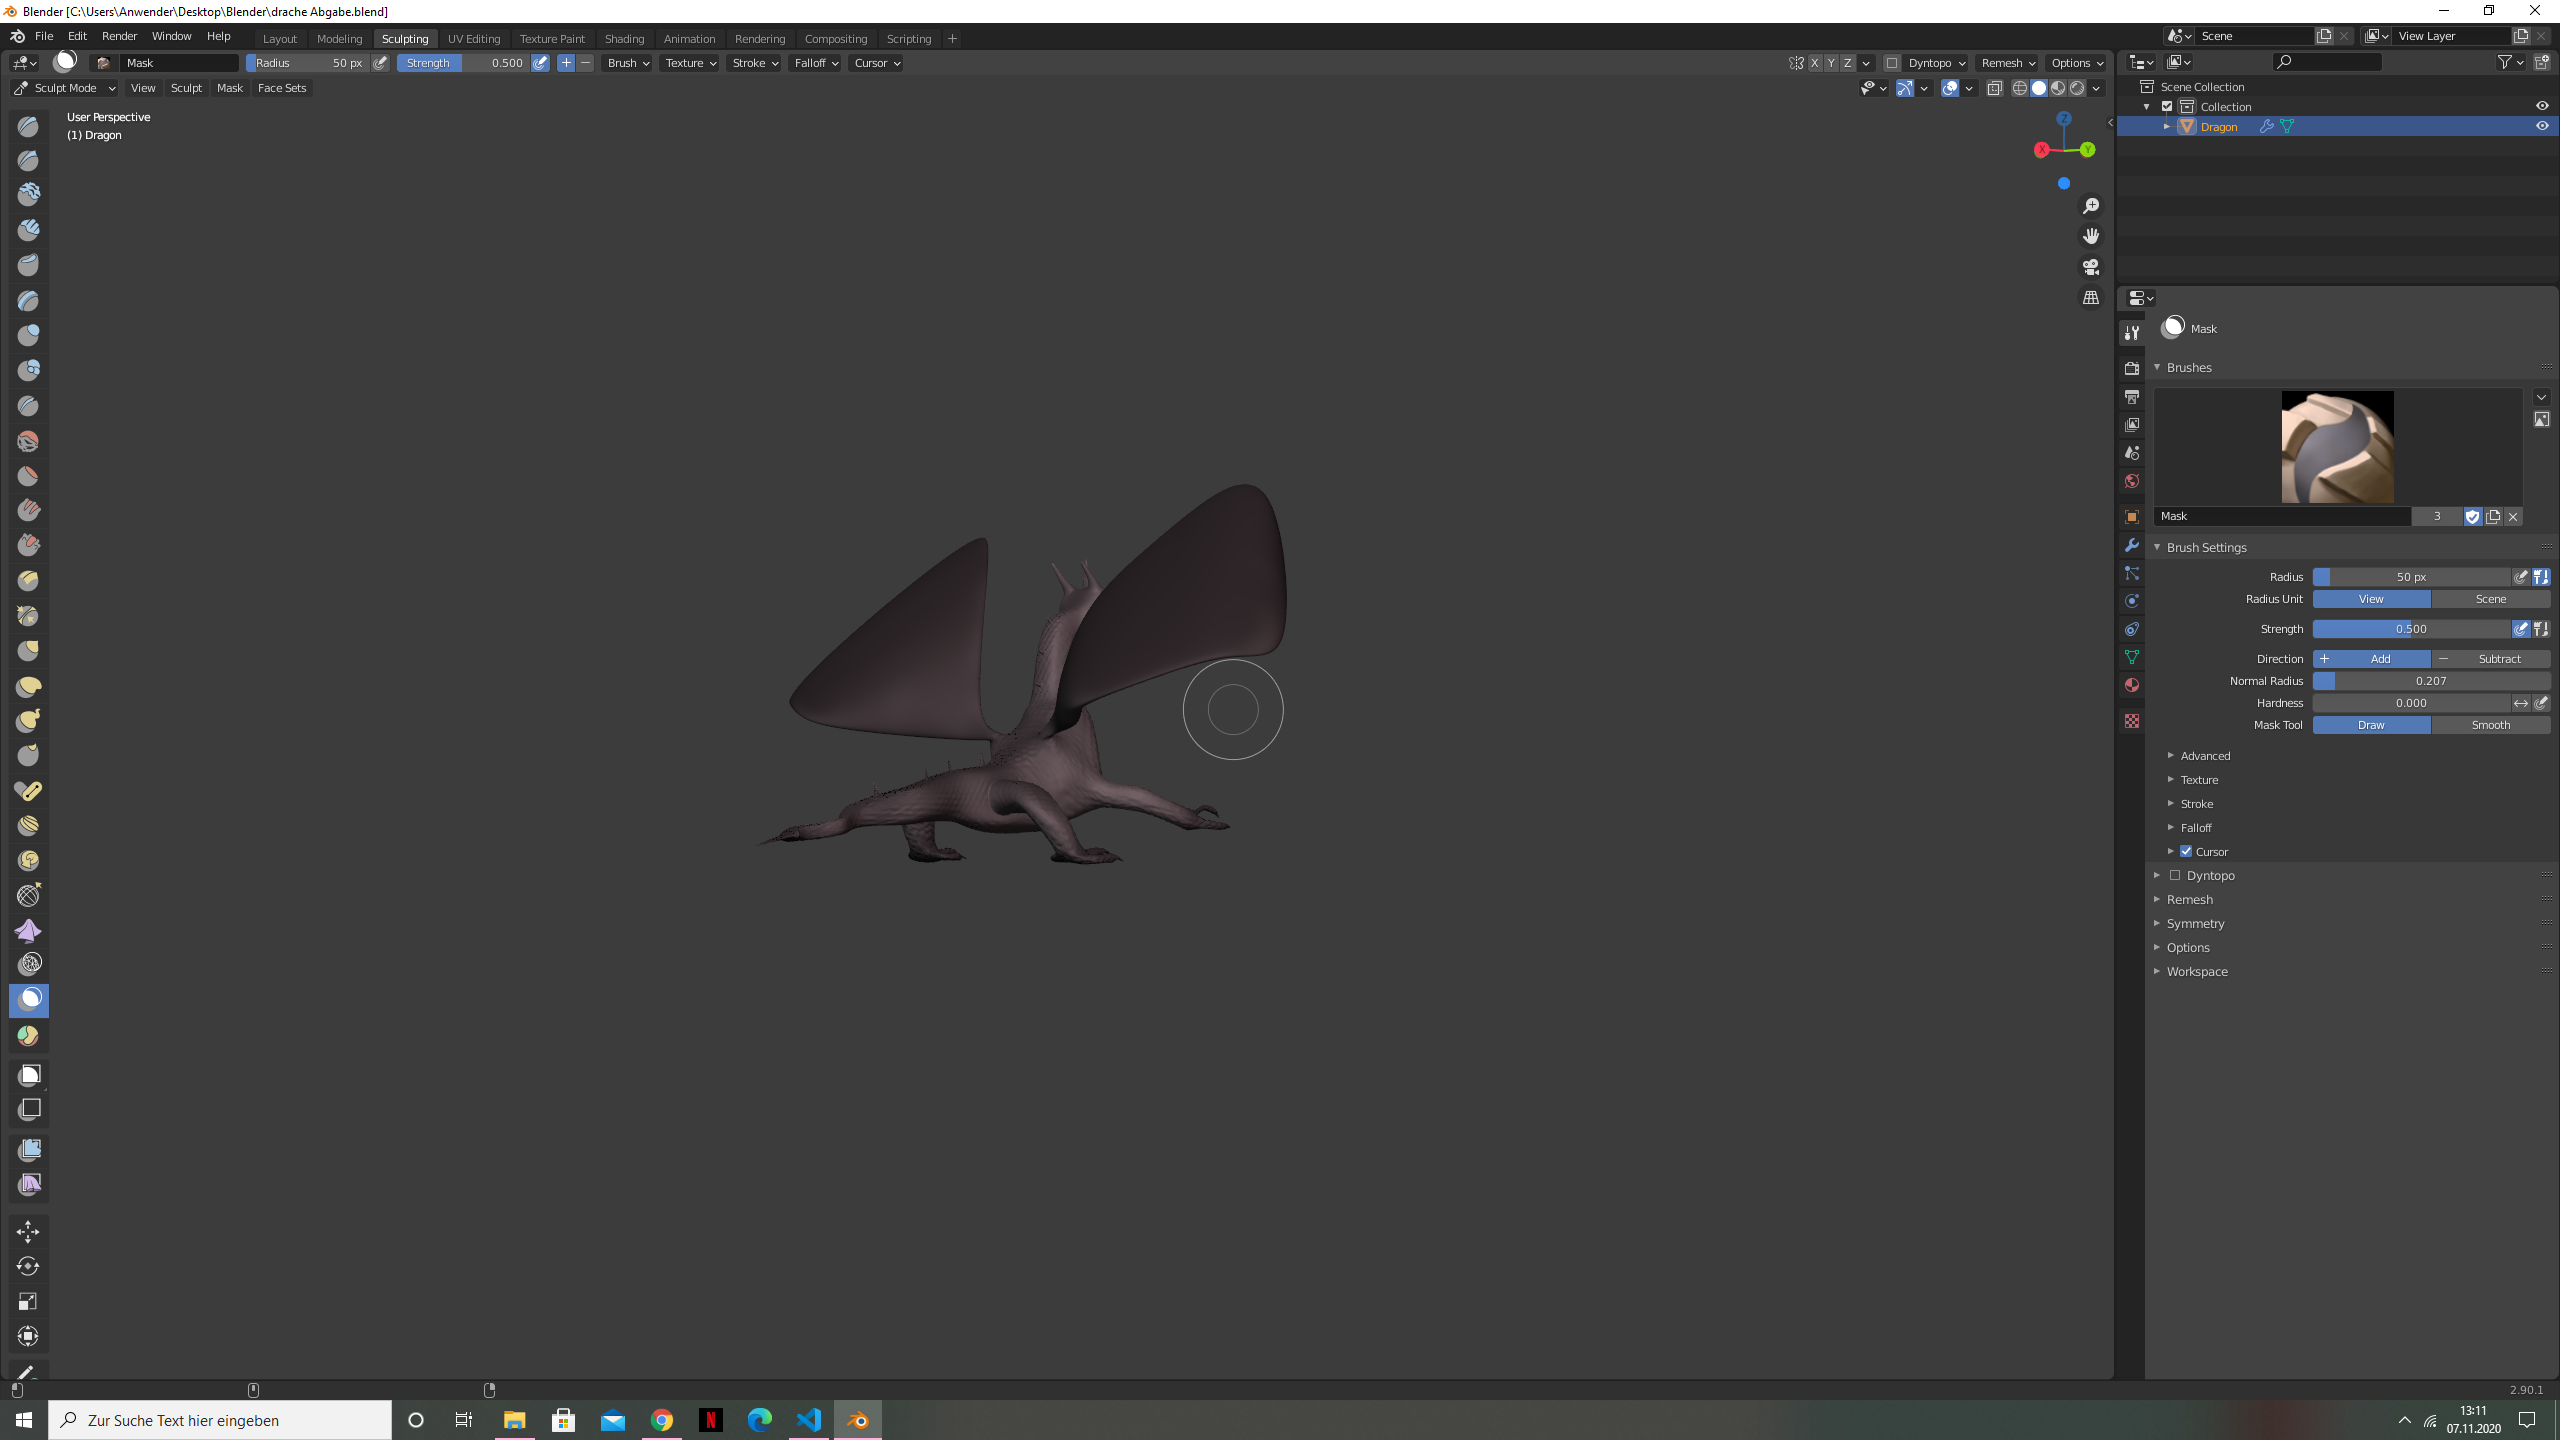 Blender [C:\Users\Anwender\Desktop\Blender\drache Abgabe.blend]
File Edit Render Window Help Layout Modeling Sculpting UV Editing Texture Paint Shading Animation Rendering Compositing Scripting + Scene View Layer
Mask Radius 50 px Strength 0.500 + − Brush Texture Stroke Falloff Cursor X Y Z Dyntopo Remesh Options
Sculpt Mode View Sculpt Mask Face Sets
User Perspective
(1) Dragon
Z
X Y
Scene Collection
Collection
Dragon
Mask
Brushes
Mask 3
Brush Settings
Radius 50 px
Radius Unit View Scene
Strength 0.500
Direction + Add − Subtract
Normal Radius 0.207
Hardness 0.000
Mask Tool Draw Smooth
Advanced
Texture
Stroke
Falloff
Cursor
Dyntopo
Remesh
Symmetry
Options
Workspace
2.90.1
Zur Suche Text hier eingeben
N
13:11
07.11.2020